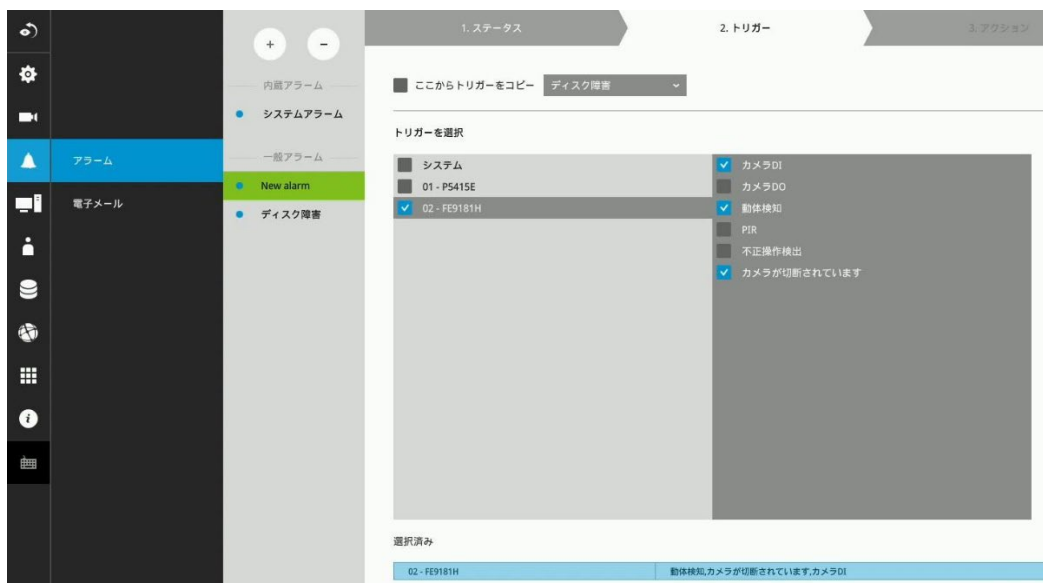 1. ステータス
2. トリガー
3. アクション
+
-
内蔵アラーム
システムアラーム
一般アラーム
New alarm
ディスク障害
アラーム
電子メール
ここからトリガーをコピー ディスク障害
トリガーを選択
システム
01 - P5415E
02 - FE9181H
カメラDI
カメラDO
動体検知
PIR
不正操作検出
カメラが切断されています
選択済み
02 - FE9181H 動体検知,カメラが切断されています,カメラDI